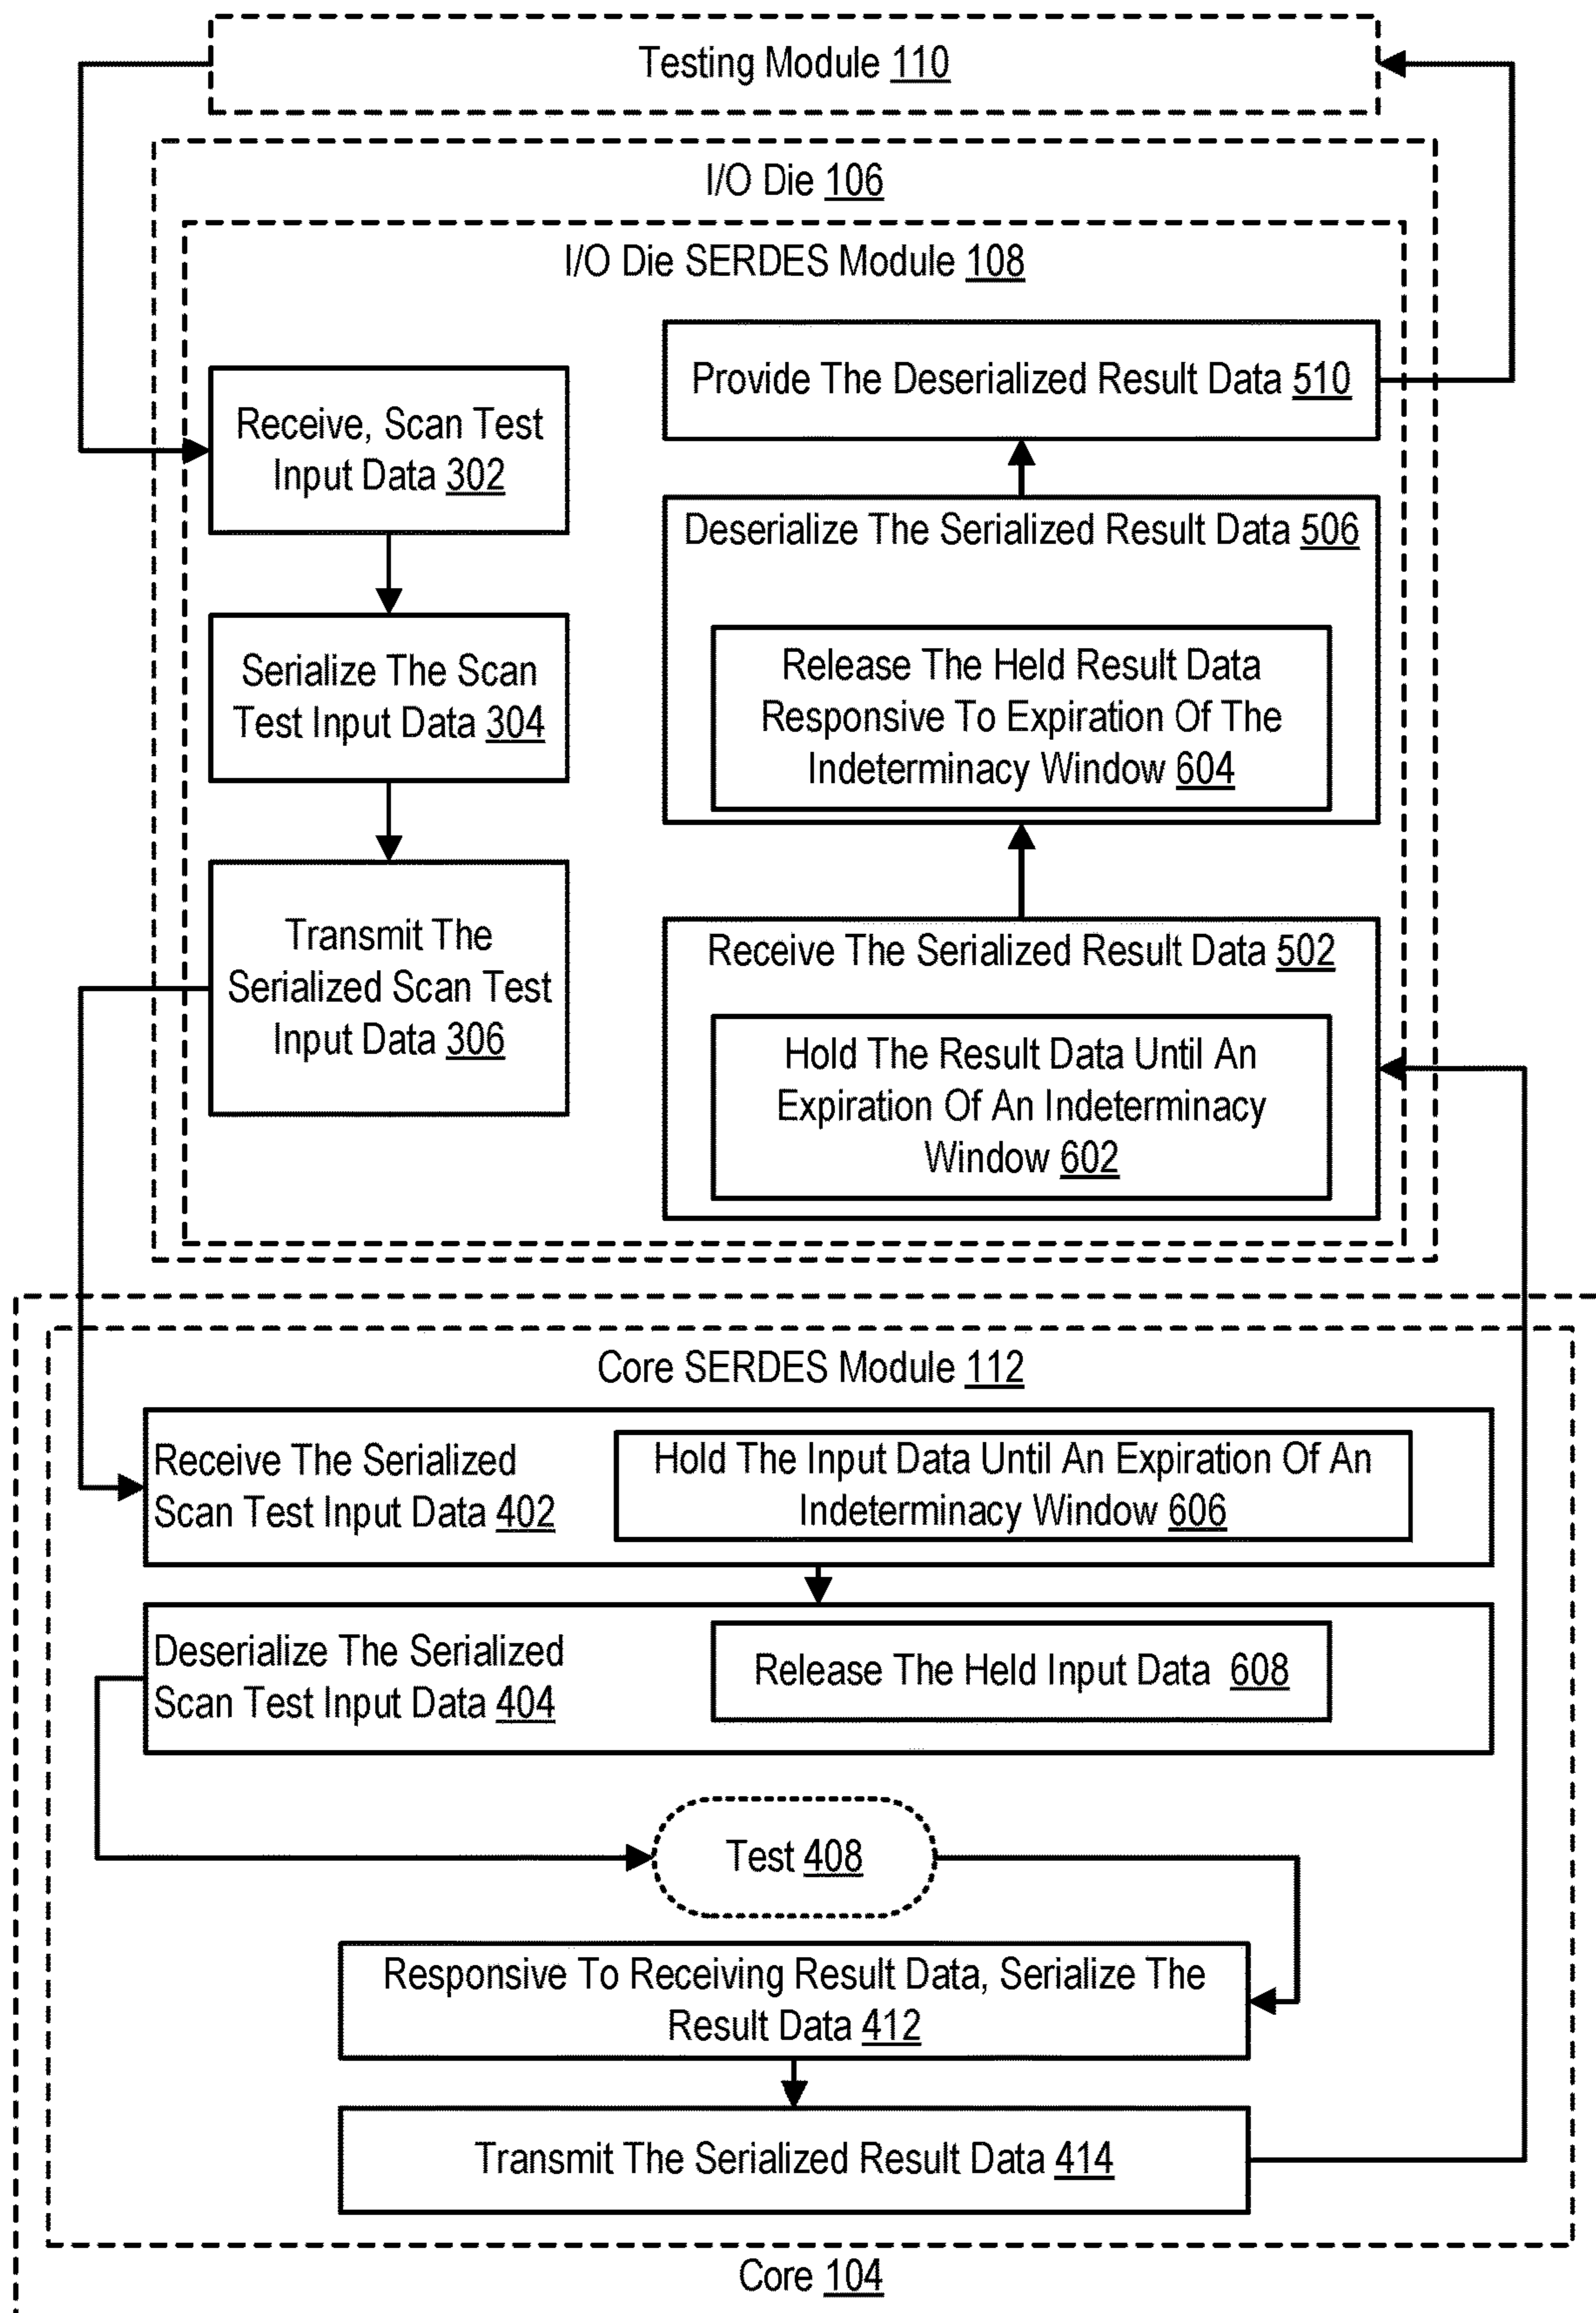 Testing Module 110
I/O Die 106
I/O Die SERDES Module 108
Receive, Scan Test
Input Data 302
Serialize The Scan
Test Input Data 304
Transmit The
Serialized Scan Test
Input Data 306
Provide The Deserialized Result Data 510
Deserialize The Serialized Result Data 506
Release The Held Result Data
Responsive To Expiration Of The
Indeterminacy Window 604
Receive The Serialized Result Data 502
Hold The Result Data Until An
Expiration Of An Indeterminacy
Window 602
Core SERDES Module 112
Receive The Serialized
Scan Test Input Data 402
Hold The Input Data Until An Expiration Of An
Indeterminacy Window 606
Deserialize The Serialized
Scan Test Input Data 404
Release The Held Input Data 608
Test 408
Responsive To Receiving Result Data, Serialize The
Result Data 412
Transmit The Serialized Result Data 414
Core 104